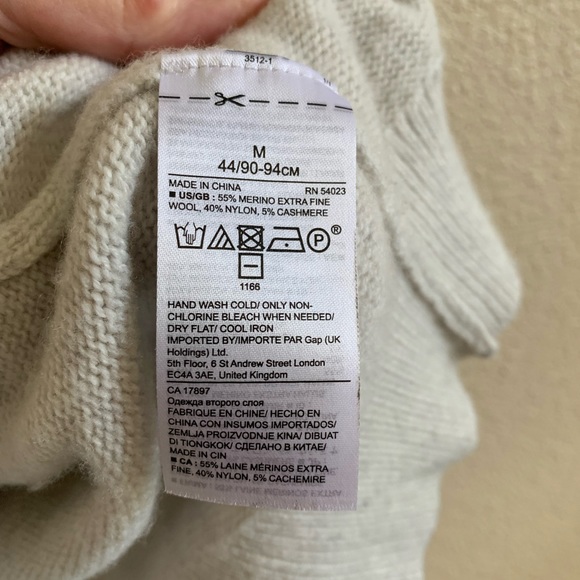 3512-1
M
44/90-94CM
MADE IN CHINA RN 54023
■ US/GB : 55% MERINO EXTRA FINE
WOOL, 40% NYLON, 5% CASHMERE
P ®
1166
HAND WASH COLD/ ONLY NON-
CHLORINE BLEACH WHEN NEEDED/
DRY FLAT/ COOL IRON
IMPORTED BY/IMPORTE PAR Gap (UK
Holdings) Ltd.
5th Floor, 6 St Andrew Street London
EC4A 3AE, United Kingdom
CA 17897
Одежда второго слоя
FABRIQUE EN CHINE/ HECHO EN
CHINA CON INSUMOS IMPORTADOS/
ZEMLJA PROIZVODNJE KINA/ DIBUAT
DI TIONGKOK/ СДЕЛАНО В КИТАЕ/
MADE IN CIN
■ CA : 55% LAINE MÉRINOS EXTRA
FINE, 40% NYLON, 5% CACHEMIRE